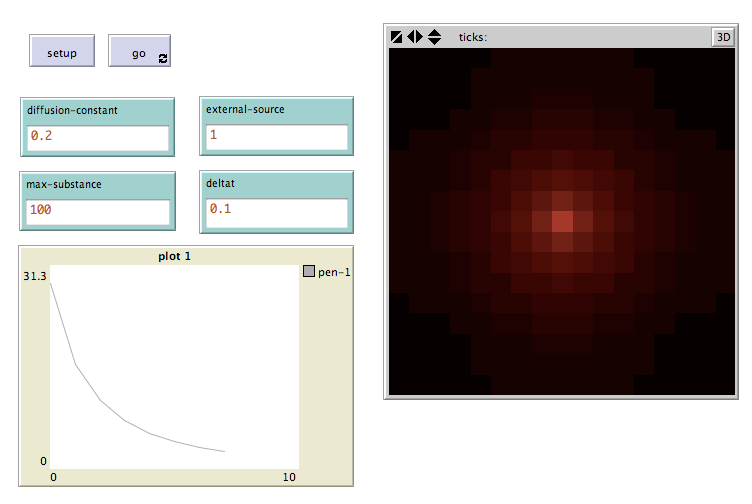 setup
go
diffusion-constant
0.2
external-source
1
max-substance
100
deltat
0.1
plot 1
31.3
0
0
10
pen-1
ticks:
3D